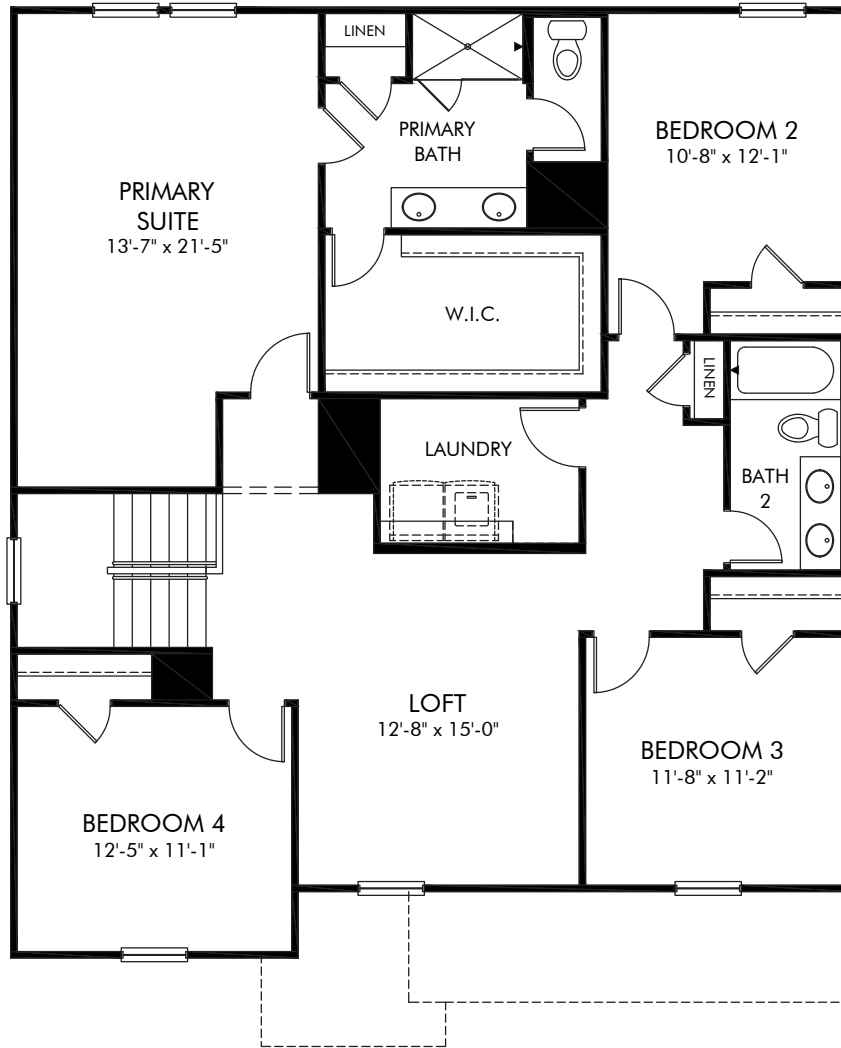 LINEN
PRIMARY
BATH
BEDROOM 2
10'-8" x 12'-1"
PRIMARY
SUITE
13'-7" x 21'-5"
W.I.C.
LINEN
LAUNDRY
BATH
2
LOFT
12'-8" x 15'-0"
BEDROOM 3
11'-8" x 11'-2"
BEDROOM 4
12'-5" x 11'-1"